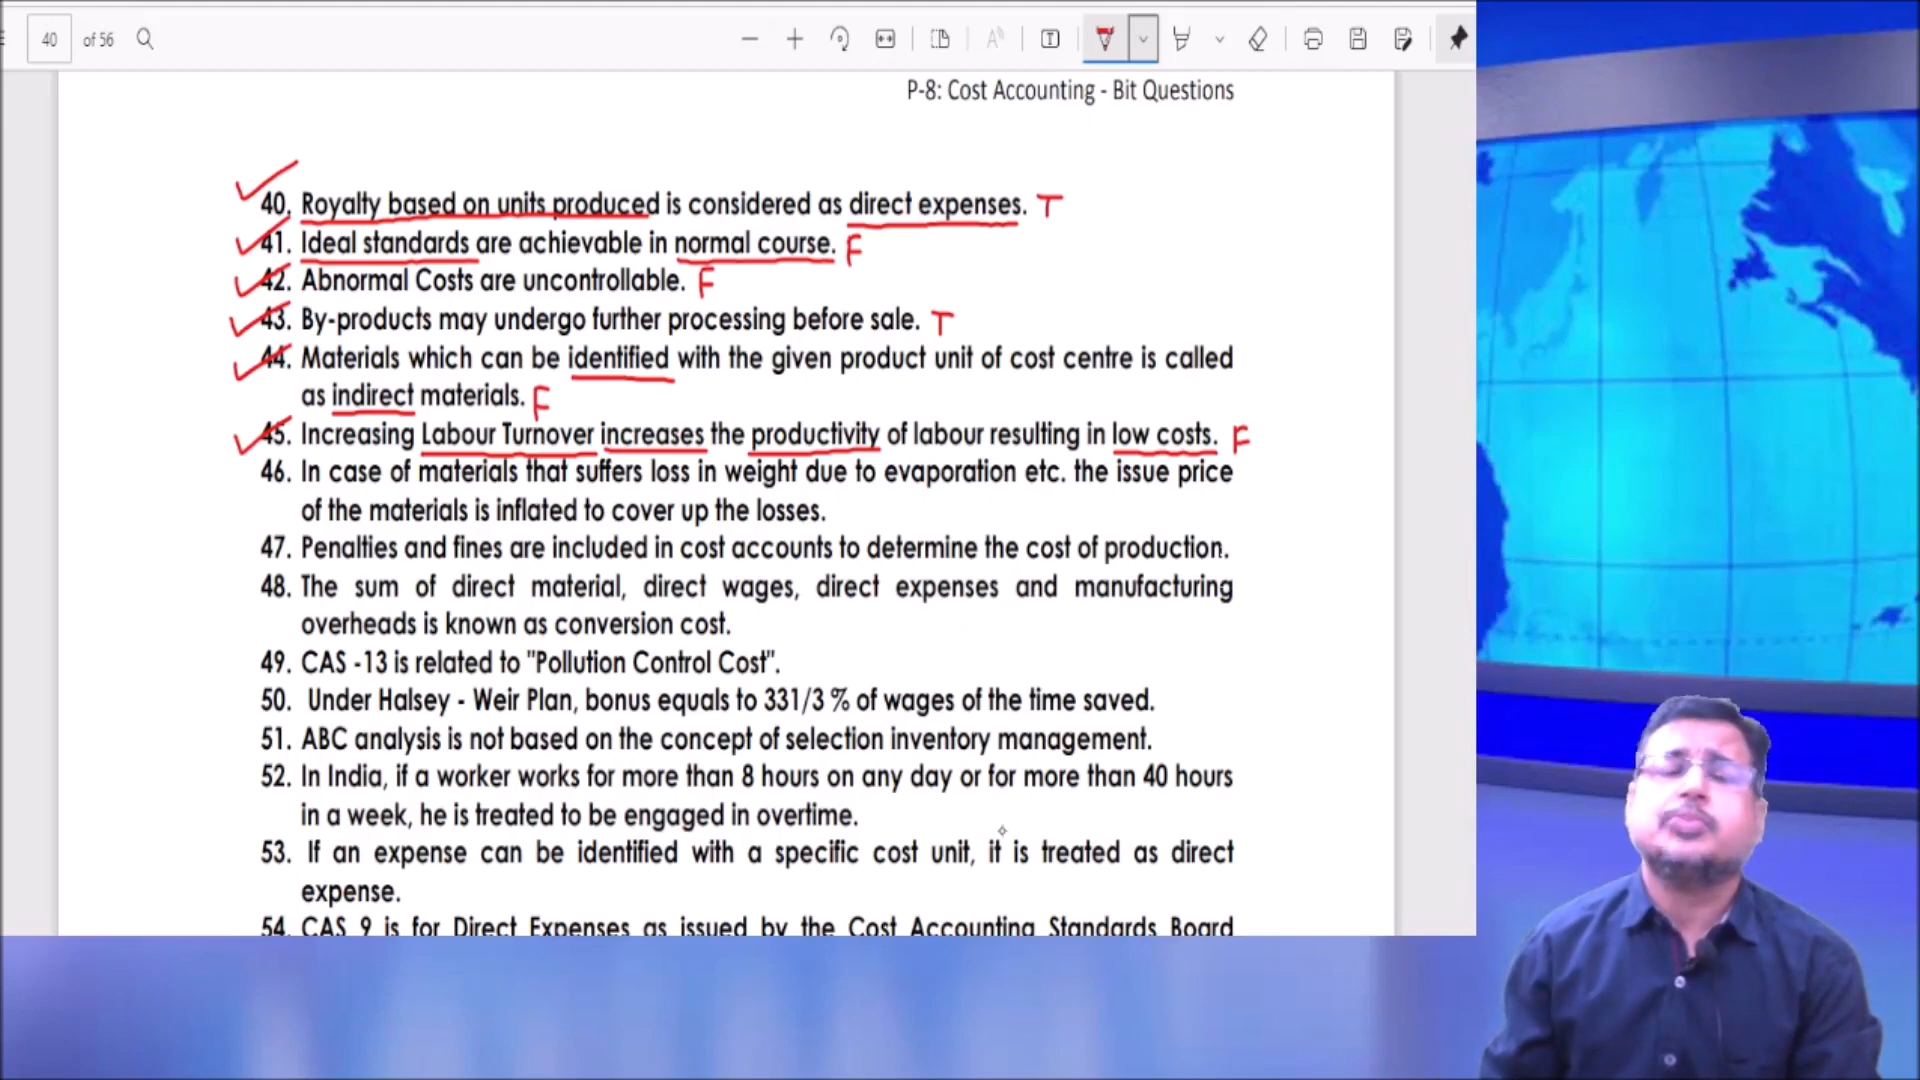 40 of 56
P-8: Cost Accounting - Bit Questions
40. Royalty based on units produced is considered as direct expenses. T
41. Ideal standards are achievable in normal course. F
42. Abnormal Costs are uncontrollable. F
43. By-products may undergo further processing before sale. T
44. Materials which can be identified with the given product unit of cost centre is called
as indirect materials. F
45. Increasing Labour Turnover increases the productivity of labour resulting in low costs. F
46. In case of materials that suffers loss in weight due to evaporation etc. the issue price
of the materials is inflated to cover up the losses.
47. Penalties and fines are included in cost accounts to determine the cost of production.
48. The sum of direct material, direct wages, direct expenses and manufacturing
overheads is known as conversion cost.
49. CAS -13 is related to "Pollution Control Cost".
50. Under Halsey - Weir Plan, bonus equals to 331/3 % of wages of the time saved.
51. ABC analysis is not based on the concept of selection inventory management.
52. In India, if a worker works for more than 8 hours on any day or for more than 40 hours
in a week, he is treated to be engaged in overtime.
53. If an expense can be identified with a specific cost unit, it is treated as direct
expense.
54. CAS 9 is for Direct Expenses as issued by the Cost Accounting Standards Board